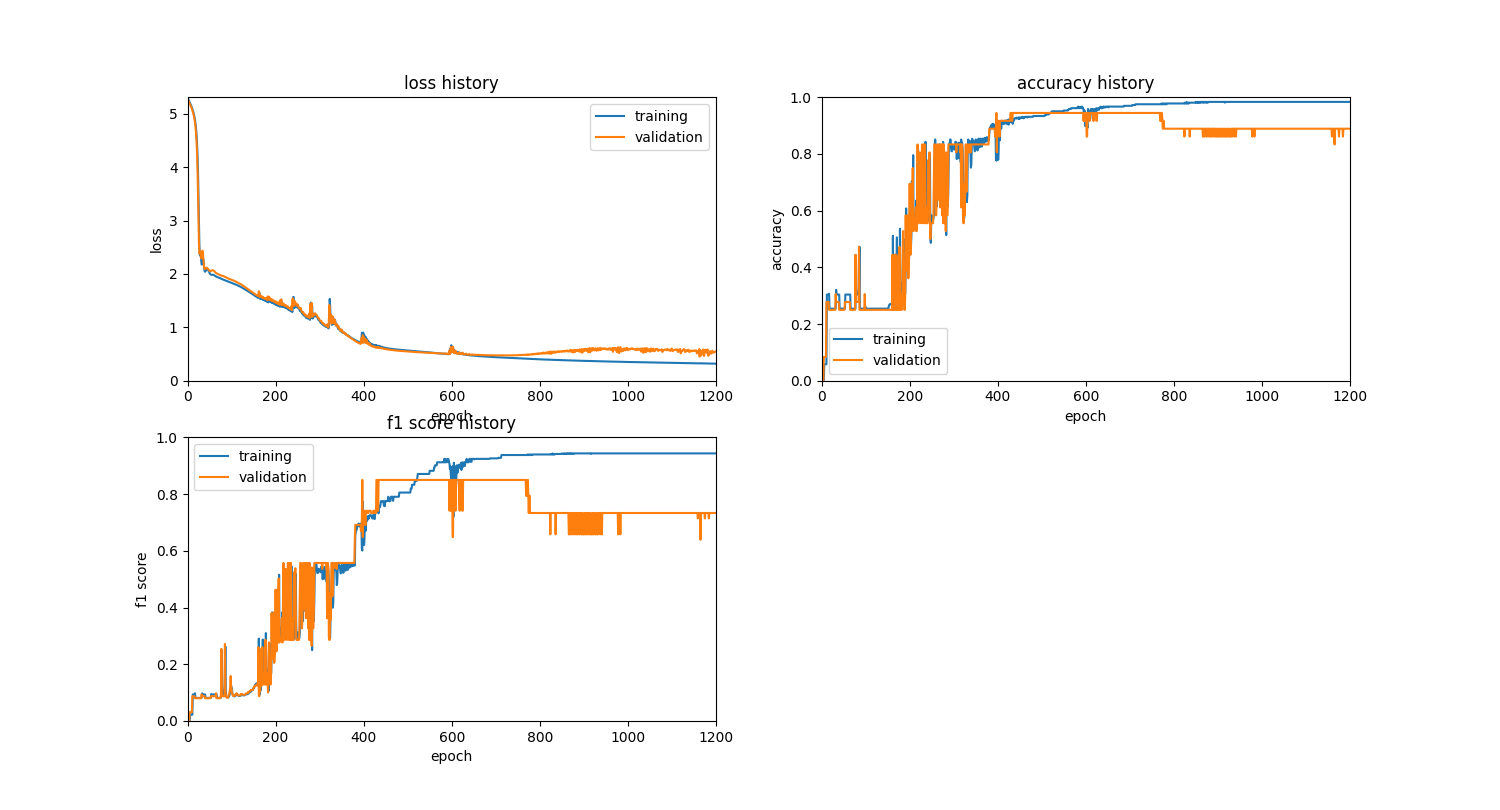 loss history
5
4
3
2
1
0
loss
training
validation
0 200 400 600 800 1000 1200
epoch
accuracy history
1.0
0.8
0.6
0.4
0.2
0.0
accuracy
training
validation
0 200 400 600 800 1000 1200
epoch
f1 score history
1.0
0.8
0.6
0.4
0.2
0.0
f1 score
training
validation
0 200 400 600 800 1000 1200
epoch